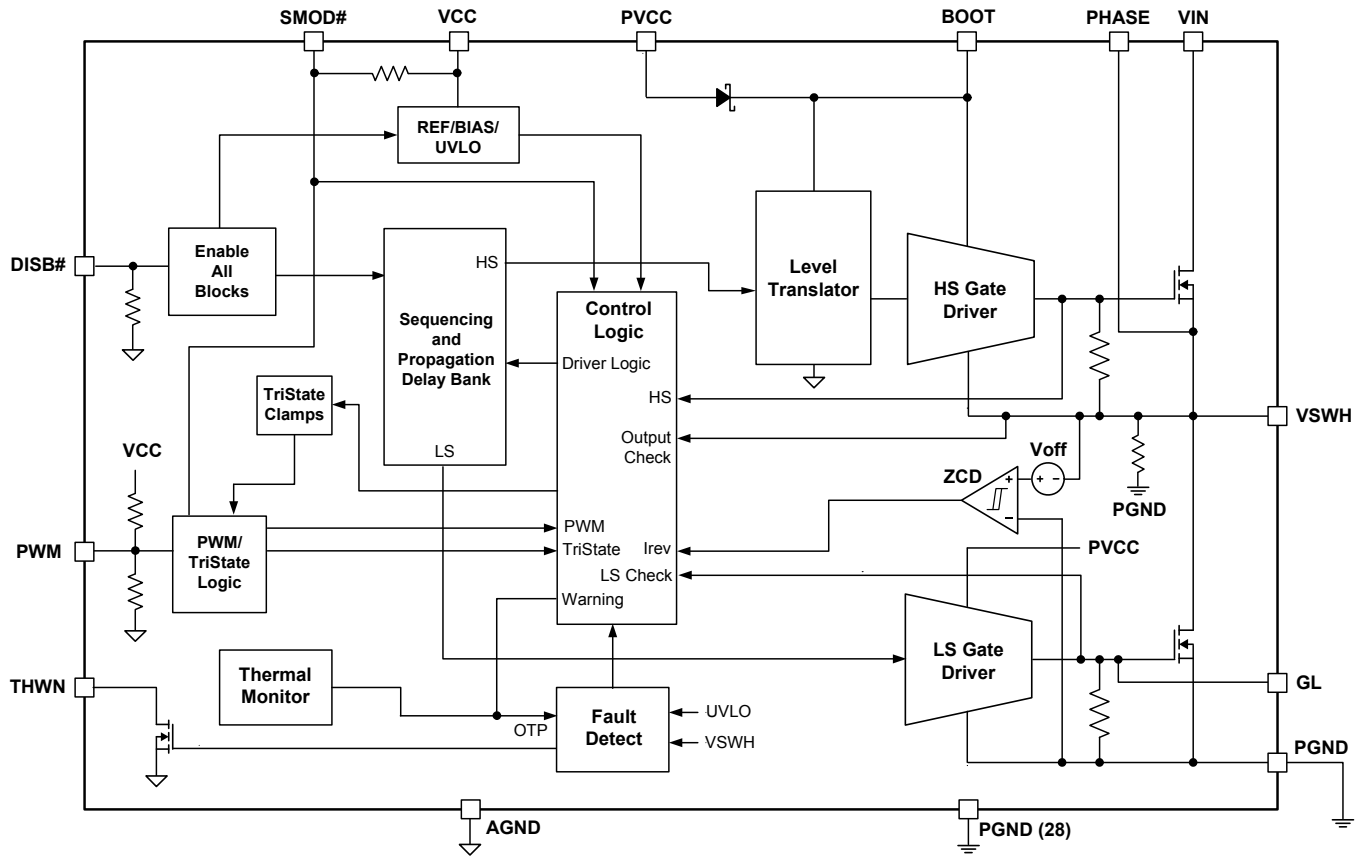 SMOD#
VCC
PVCC
BOOT
PHASE
VIN
REF/BIAS/
UVLO
DISB#
Enable
All
Blocks
HS
Sequencing
and
Propagation
Delay Bank
LS
Level
Translator
HS Gate
Driver
Control
Logic
Driver Logic
HS
Output
Check
TriState
Clamps
VSWH
Voff
ZCD
+
+ -
–
PGND
VCC
PWM
PWM/
TriState
Logic
PWM
TriState
Irev
LS Check
Warning
PVCC
LS Gate
Driver
Thermal
Monitor
THWN
OTP
Fault
Detect
UVLO
VSWH
GL
PGND
AGND
PGND (28)